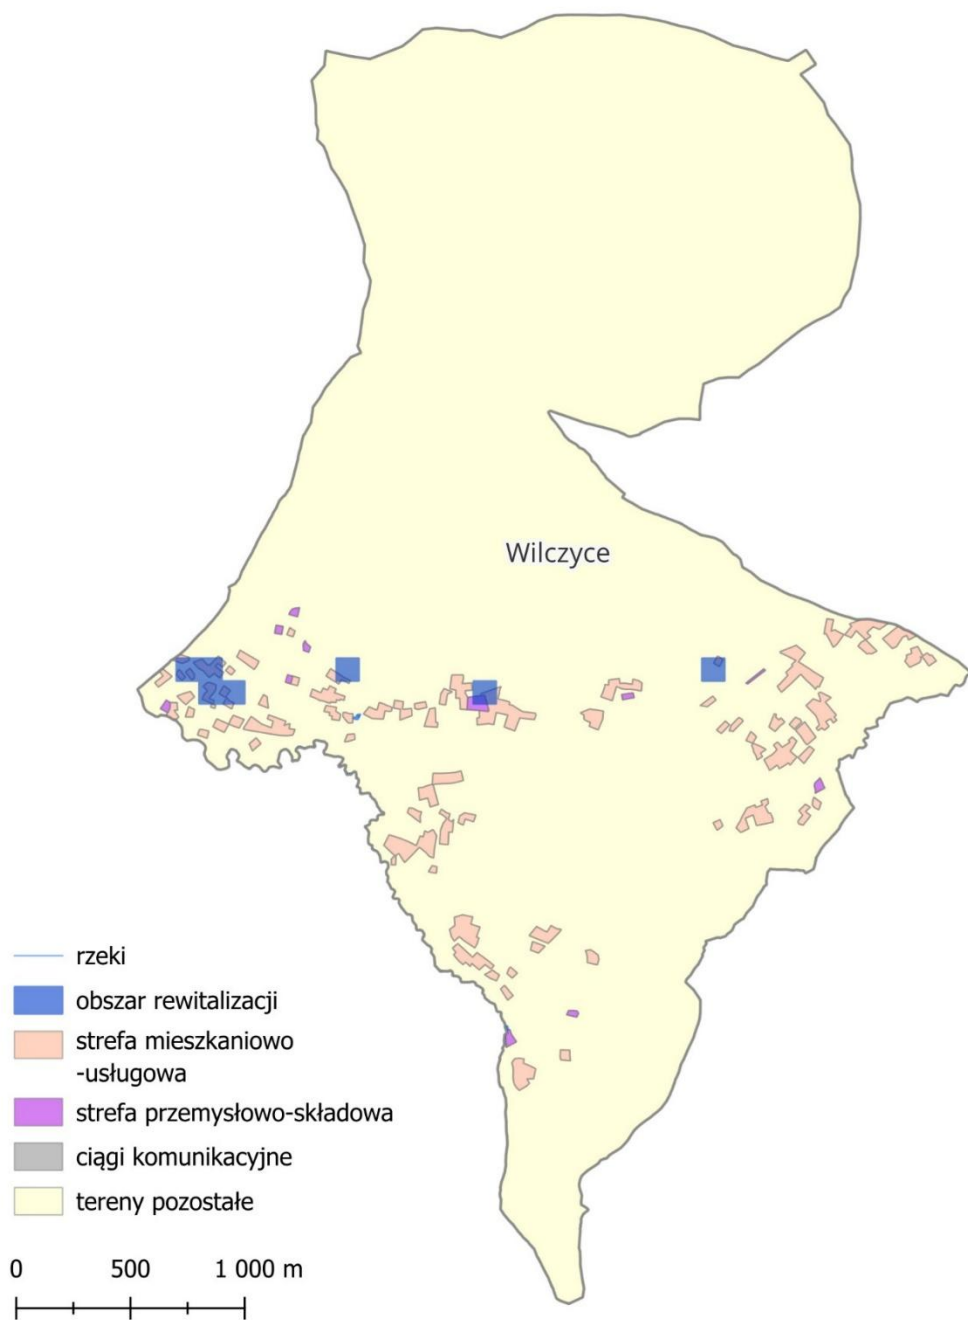 Wilczyce
rzeki
obszar rewitalizacji
strefa mieszkaniowo
-usługowa
strefa przemysłowo-składowa
ciągi komunikacyjne
tereny pozostałe
0 500 1 000 m